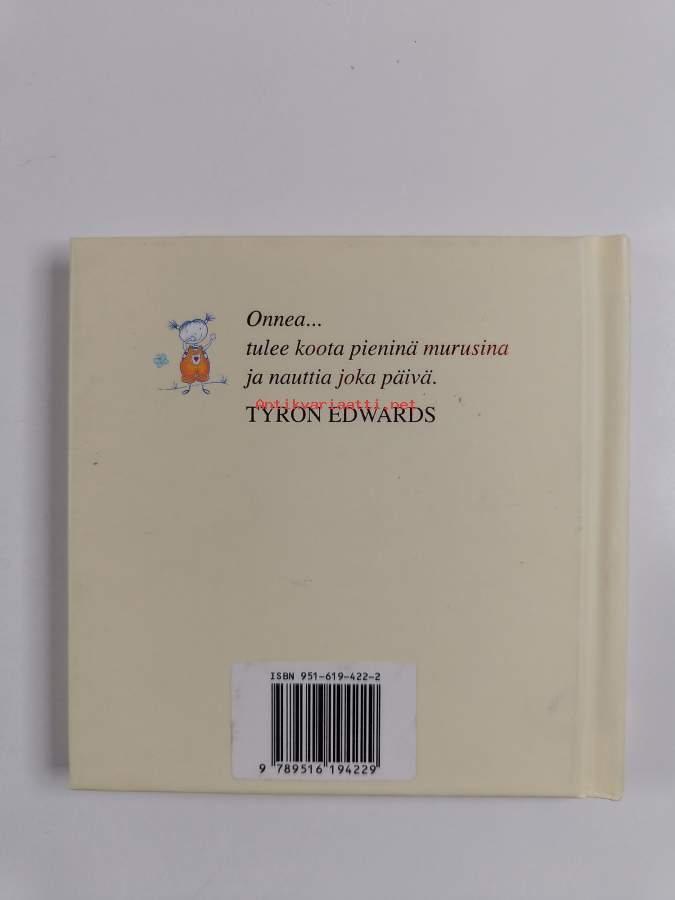 Onnea...
tulee koota pieninä murusina
ja nauttia joka päivä.
Antikvariaatti.net
TYRON EDWARDS
ISBN 951-619-422-2
9 789516 194229